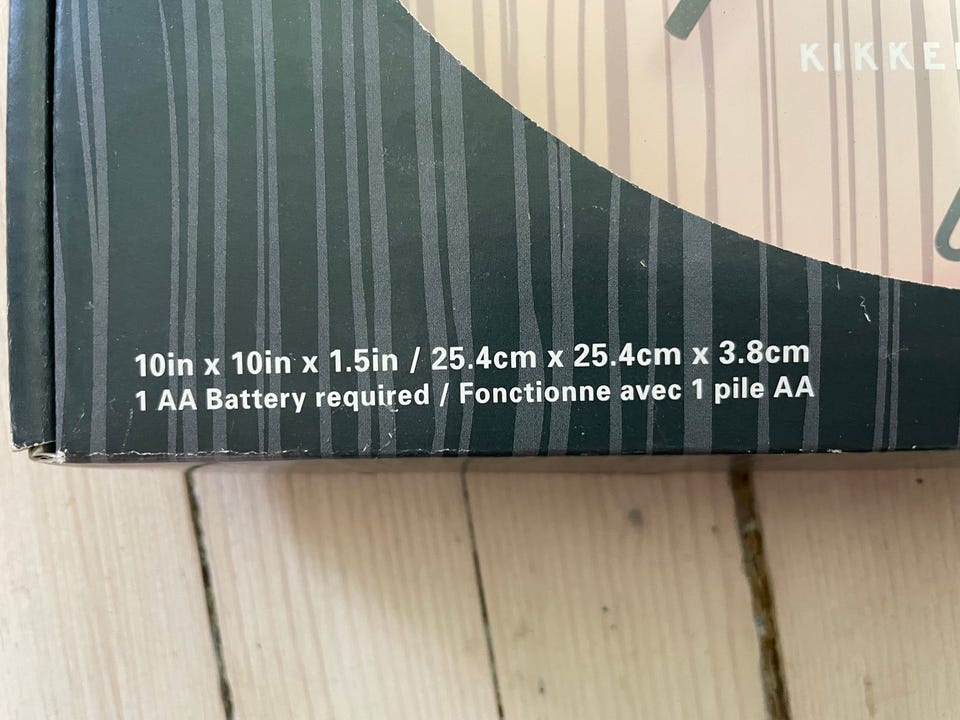 10in x 10in x 1.5in / 25.4cm x 25.4cm x 3.8cm
1 AA Battery required / Fonctionne avec 1 pile AA